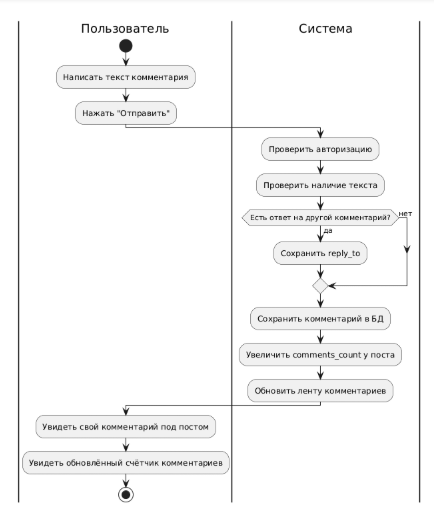 Пользователь
Система
Написать текст комментария
Нажать "Отправить"
Проверить авторизацию
Проверить наличие текста
Есть ответ на другой комментарий?
нет
да
Сохранить reply_to
Сохранить комментарий в БД
Увеличить comments_count у поста
Обновить ленту комментариев
Увидеть свой комментарий под постом
Увидеть обновлённый счётчик комментариев